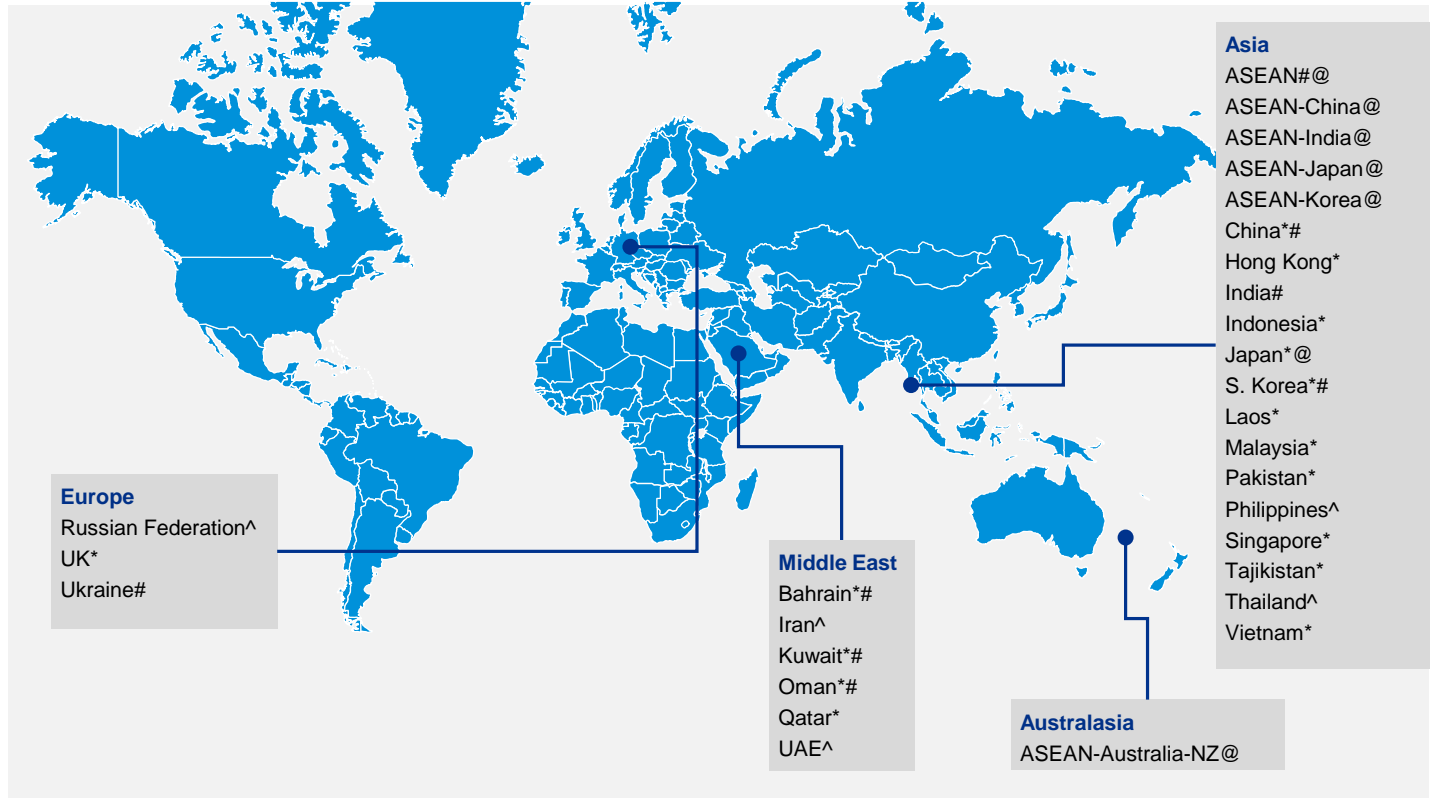 Asia
ASEAN#@
ASEAN-China@
ASEAN-India@
ASEAN-Japan@
ASEAN-Korea@
China*#
Hong Kong*
India#
Indonesia*
Japan*@
S. Korea*#
Laos*
Malaysia*
Pakistan*
Philippines^
Singapore*
Tajikistan*
Thailand^
Vietnam*
Europe
Russian Federation^
UK*
Ukraine#
Middle East
Bahrain*#
Iran^
Kuwait*#
Oman*#
Qatar*
UAE^
Australasia
ASEAN-Australia-NZ@